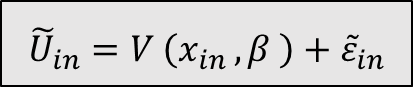 Ũ_in = V (x_in , β ) + ε̃_in